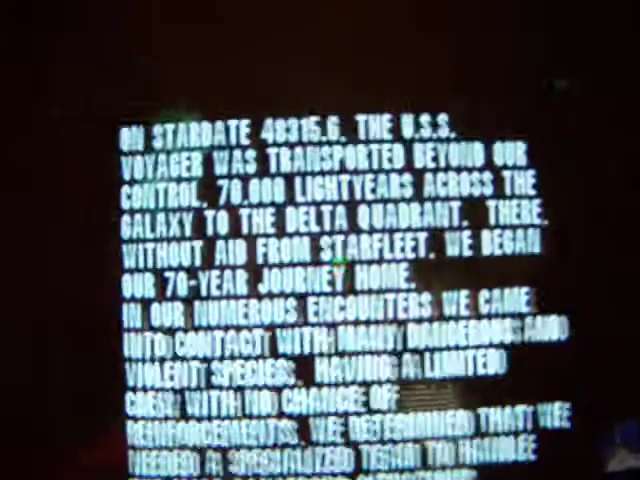 ON STARDATE 48315.6. THE U.S.S.
VOYAGER WAS TRANSPORTED BEYOND OUR
CONTROL, 70,000 LIGHTYEARS ACROSS THE
GALAXY TO THE DELTA QUADRANT. THERE,
WITHOUT AID FROM STARFLEET, WE BEGAN
OUR 70-YEAR JOURNEY HOME.
IN OUR NUMEROUS ENCOUNTERS WE CAME
INTO CONTACT WITH MANY DANGEROUS AND
VIOLENT SPECIES. HAVING A LIMITED
CREW WITH NO CHANCE OF
REINFORCEMENTS, WE DETERMINED THAT WE
NEEDED A SPECIALIZED TEAM TO HANDLE